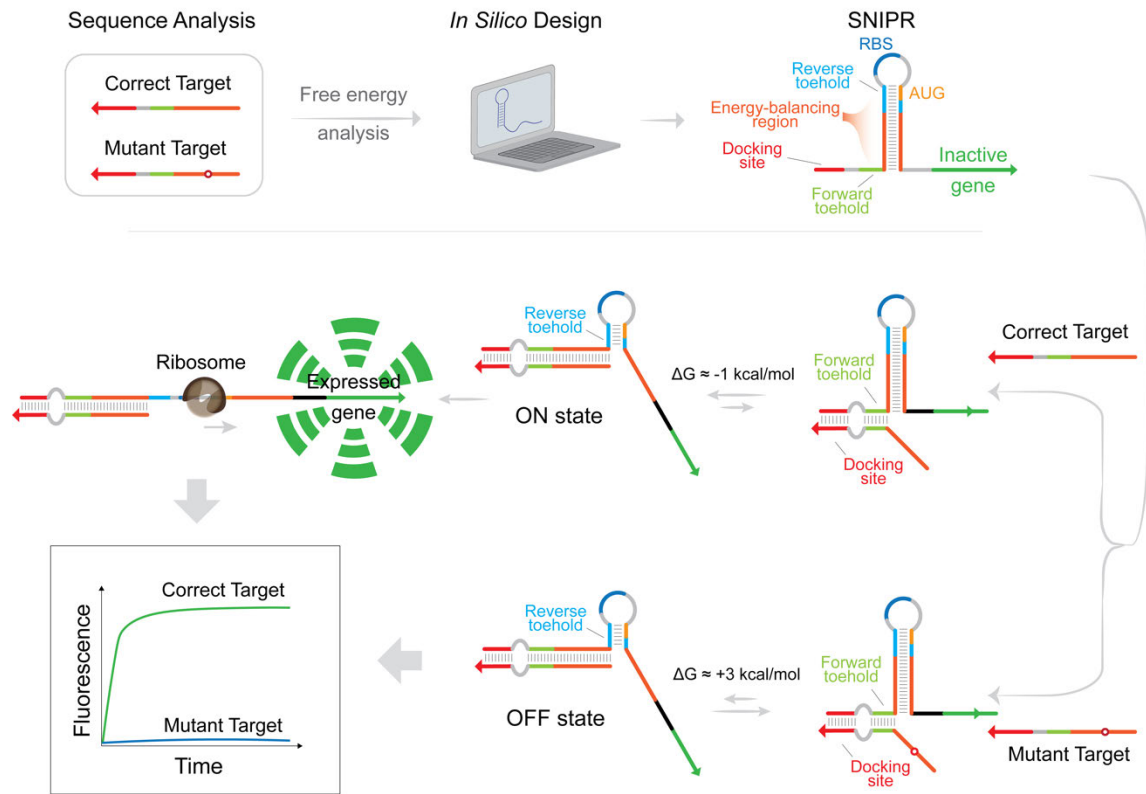 Sequence Analysis
In Silico Design
SNIPR
Correct Target
Mutant Target
Free energy
analysis
RBS
Reverse
toehold
AUG
Energy-balancing
region
Docking
site
Forward
toehold
Inactive
gene
Ribosome
Expressed
gene
Reverse
toehold
ON state
ΔG ≈ -1 kcal/mol
Forward
toehold
Docking
site
Correct Target
Fluorescence
Correct Target
Mutant Target
Time
Reverse
toehold
OFF state
ΔG ≈ +3 kcal/mol
Forward
toehold
Docking
site
Mutant Target